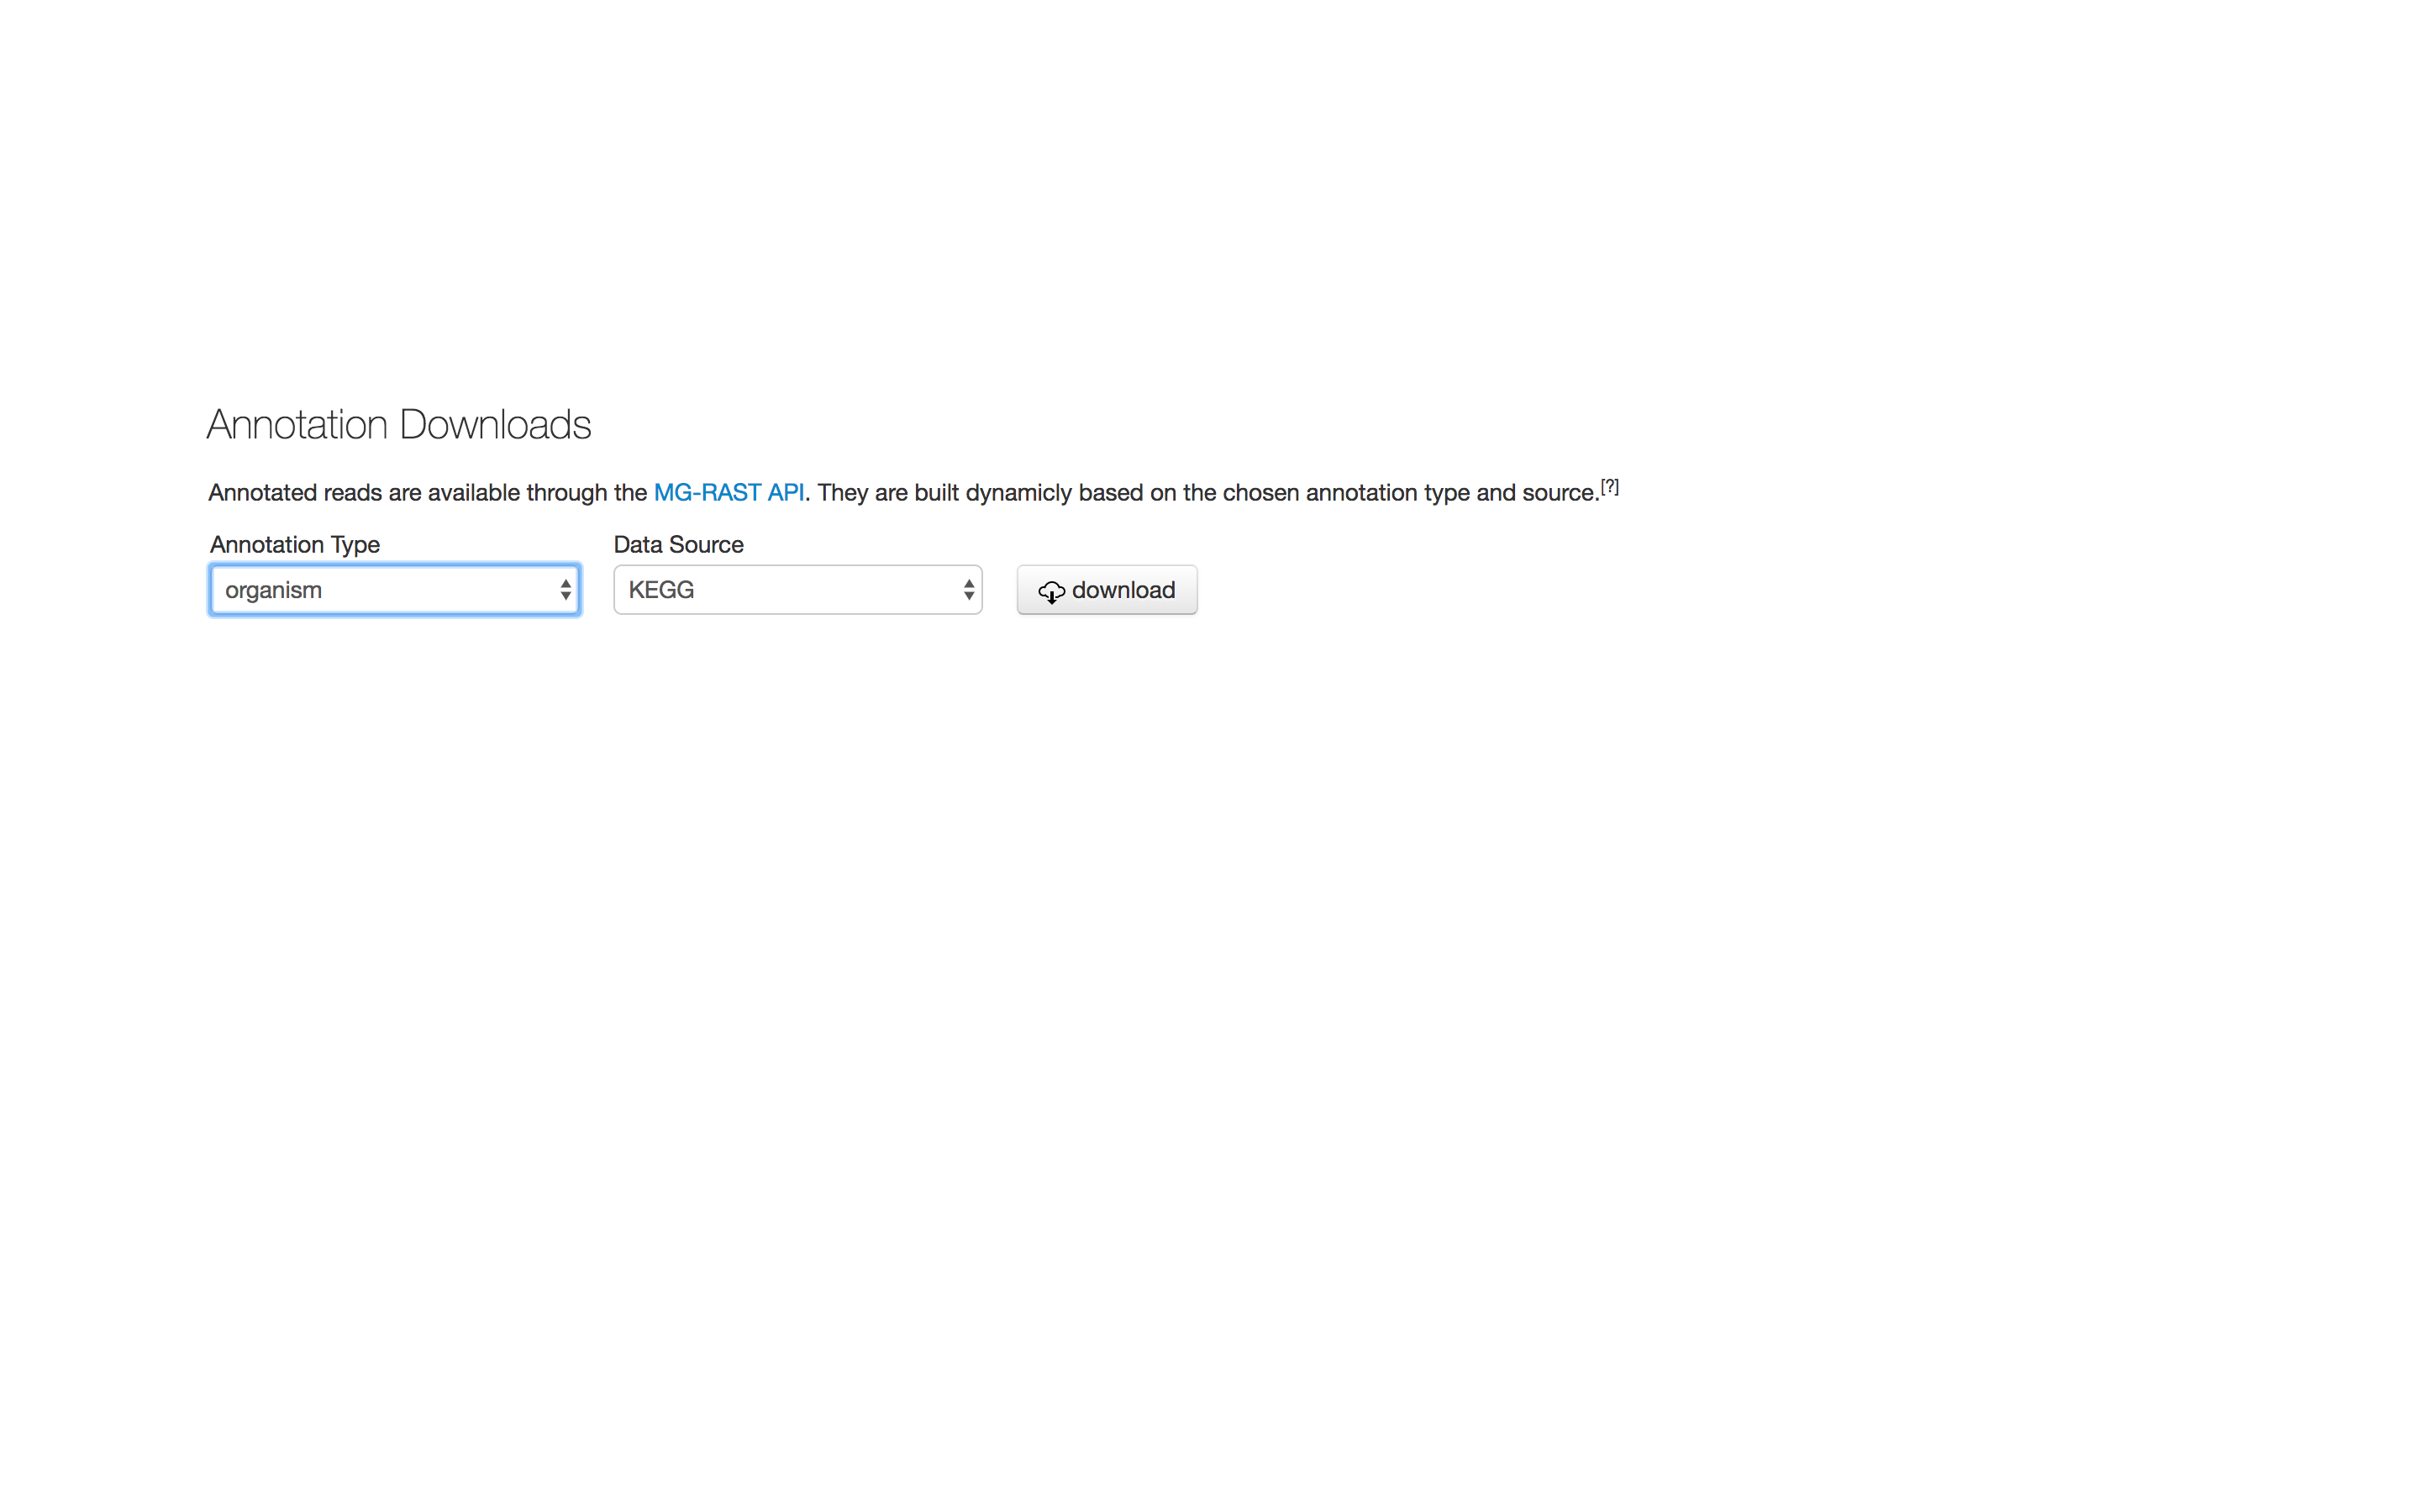 Annotation Downloads
Annotated reads are available through the MG-RAST API. They are built dynamicly based on the chosen annotation type and source.[?]
Annotation Type Data Source
organism KEGG download